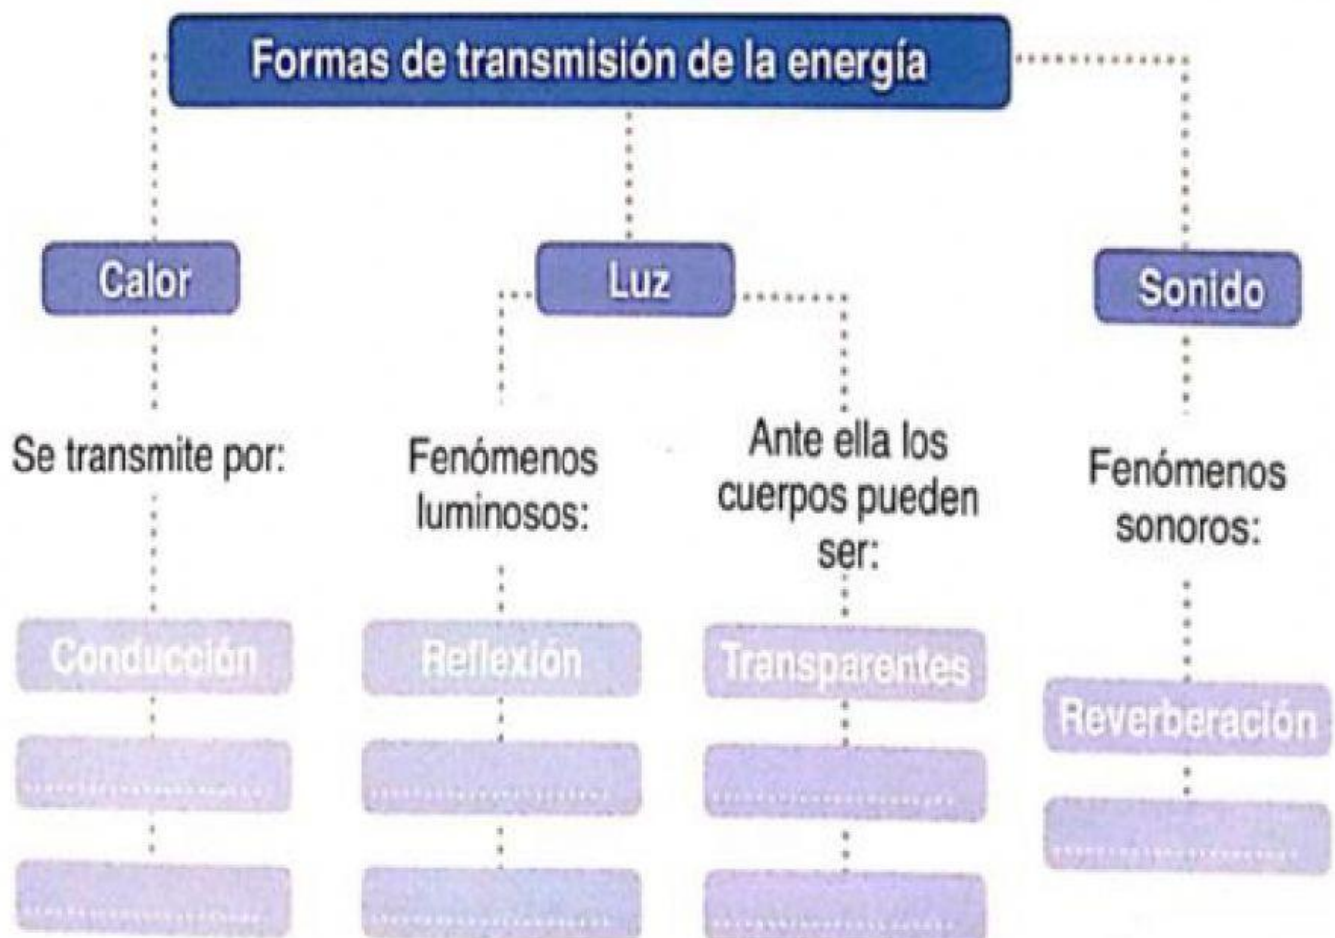 Formas de transmisión de la energía
Calor
Luz
Sonido
Se transmite por:
Fenómenos
luminosos:
Ante ella los
cuerpos pueden
ser:
Fenómenos
sonoros:
Conducción
Reflexión
Transparentes
Reverberación